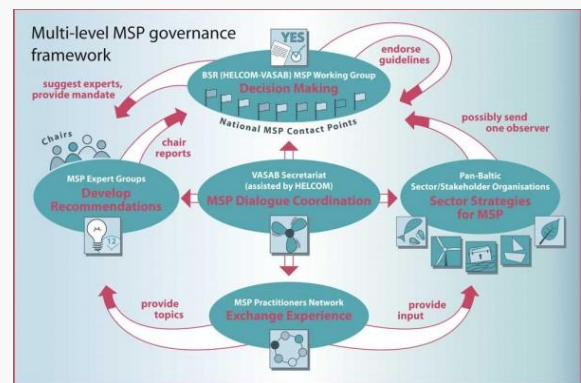 Multi-level MSP governance
framework
YES
BSR (HELCOM-VASAB) MSP Working Group
Decision Making
National MSP Contact Points
endorse
guidelines
suggest experts,
provide mandate
possibly send
one observer
Chairs
chair
reports
MSP Expert Groups
Develop
Recommendations
12
VASAB Secretariat
(assisted by HELCOM)
MSP Dialogue Coordination
Pan-Baltic
Sector/Stakeholder Organisations
Sector Strategies
for MSP
provide
topics
MSP Practitioners Network
Exchange Experience
provide
input